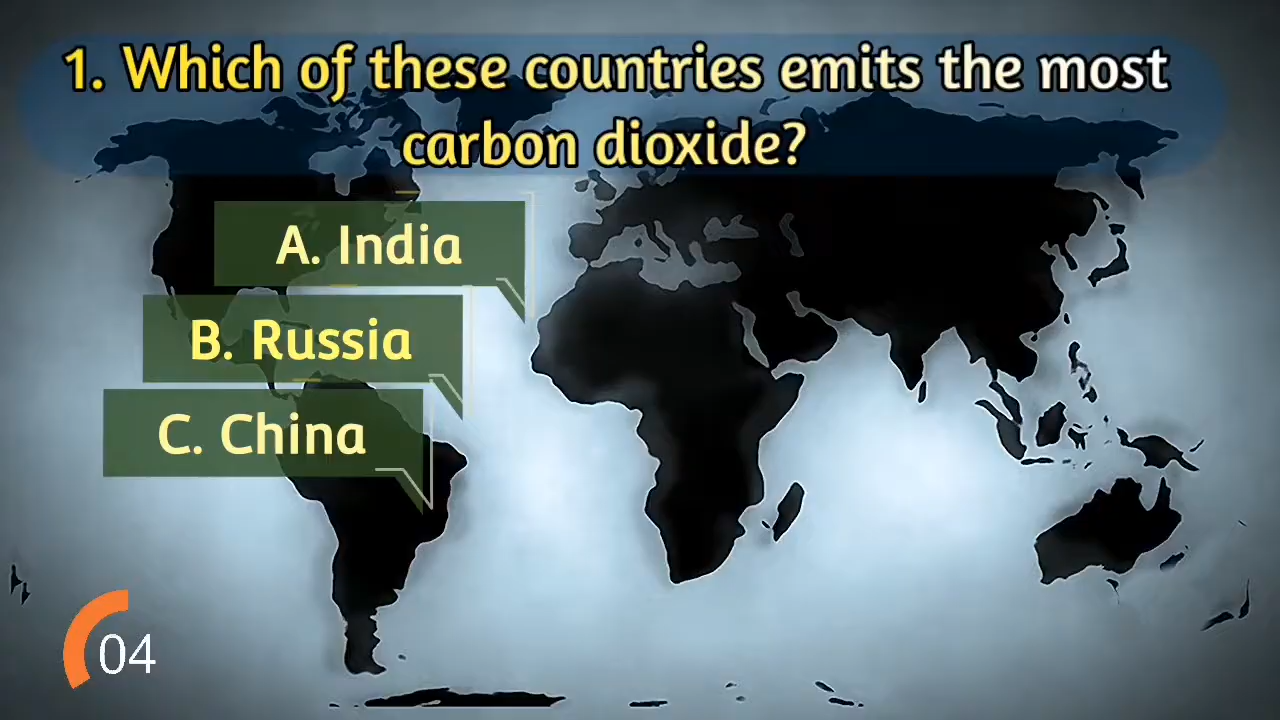 1. Which of these countries emits the most
carbon dioxide?
A. India
B. Russia
C. China
04